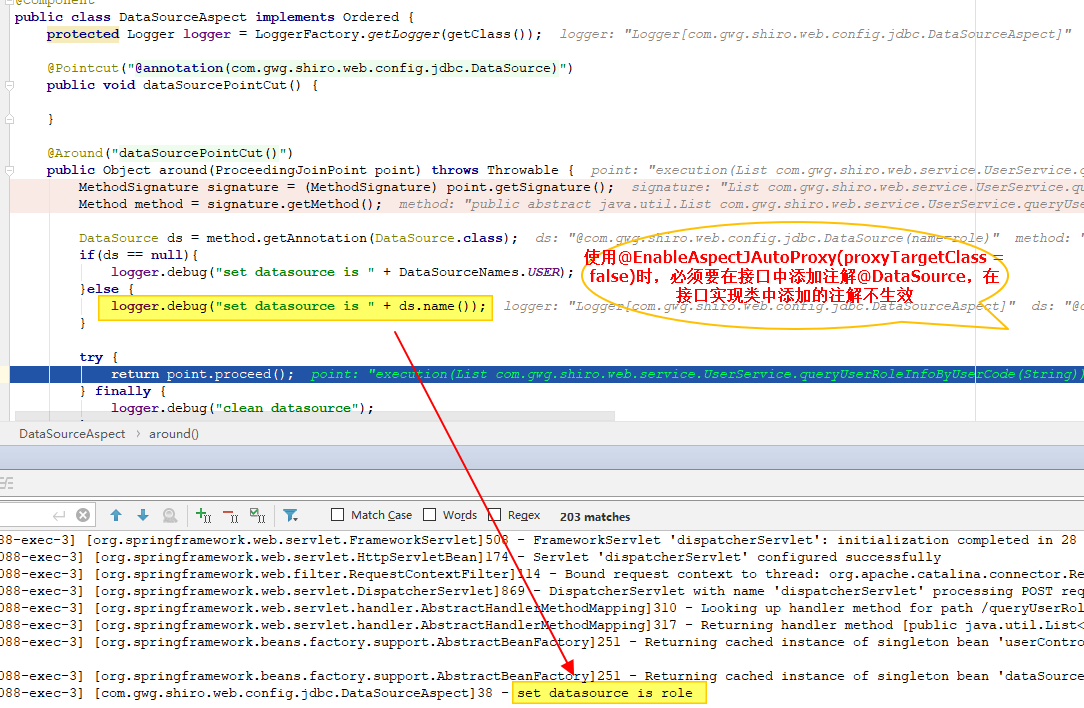 @Component
public class DataSourceAspect implements Ordered {
protected Logger logger = LoggerFactory.getLogger(getClass());  logger: "Logger[com.gwg.shiro.web.config.jdbc.DataSourceAspect]"
@Pointcut("@annotation(com.gwg.shiro.web.config.jdbc.DataSource)")
public void dataSourcePointCut() {
}
@Around("dataSourcePointCut()")
public Object around(ProceedingJoinPoint point) throws Throwable {  point: "execution(List com.gwg.shiro.web.service.UserService.q
MethodSignature signature = (MethodSignature) point.getSignature();  signature: "List com.gwg.shiro.web.service.UserService.qu
Method method = signature.getMethod();  method: "public abstract java.util.List com.gwg.shiro.web.service.UserService.queryUse
DataSource ds = method.getAnnotation(DataSource.class);  ds: "@com.gwg.shiro.web.config.jdbc.DataSource(name=role)"  method: "
if(ds == null){
logger.debug("set datasource is " + DataSourceNames.USER);
}else {
logger.debug("set datasource is " + ds.name());  logger: "Logger[com.gwg.shiro.web.config.jdbc.DataSourceAspect]"  ds: "@c
}
使用@EnableAspectJAutoProxy(proxyTargetClass =
false)时，必须要在接口中添加注解@DataSource，在
接口实现类中添加的注解不生效
try {
return point.proceed();  point: "execution(List com.gwg.shiro.web.service.UserService.queryUserRoleInfoByUserCode(String))
} finally {
logger.debug("clean datasource");
DataSourceAspect › around()
Match Case Words Regex 203 matches
088-exec-3] [org.springframework.web.servlet.FrameworkServlet]508 - FrameworkServlet 'dispatcherServlet': initialization completed in 28
088-exec-3] [org.springframework.web.servlet.HttpServletBean]174 - Servlet 'dispatcherServlet' configured successfully
088-exec-3] [org.springframework.web.filter.RequestContextFilter]114 - Bound request context to thread: org.apache.catalina.connector.Re
088-exec-3] [org.springframework.web.servlet.DispatcherServlet]869 - DispatcherServlet with name 'dispatcherServlet' processing POST req
088-exec-3] [org.springframework.web.servlet.handler.AbstractHandlerMethodMapping]310 - Looking up handler method for path /queryUserRol
088-exec-3] [org.springframework.web.servlet.handler.AbstractHandlerMethodMapping]317 - Returning handler method [public java.util.List<
088-exec-3] [org.springframework.beans.factory.support.AbstractBeanFactory]251 - Returning cached instance of singleton bean 'userContro
088-exec-3] [org.springframework.beans.factory.support.AbstractBeanFactory]251 - Returning cached instance of singleton bean 'dataSource
088-exec-3] [com.gwg.shiro.web.config.jdbc.DataSourceAspect]38 - set datasource is role